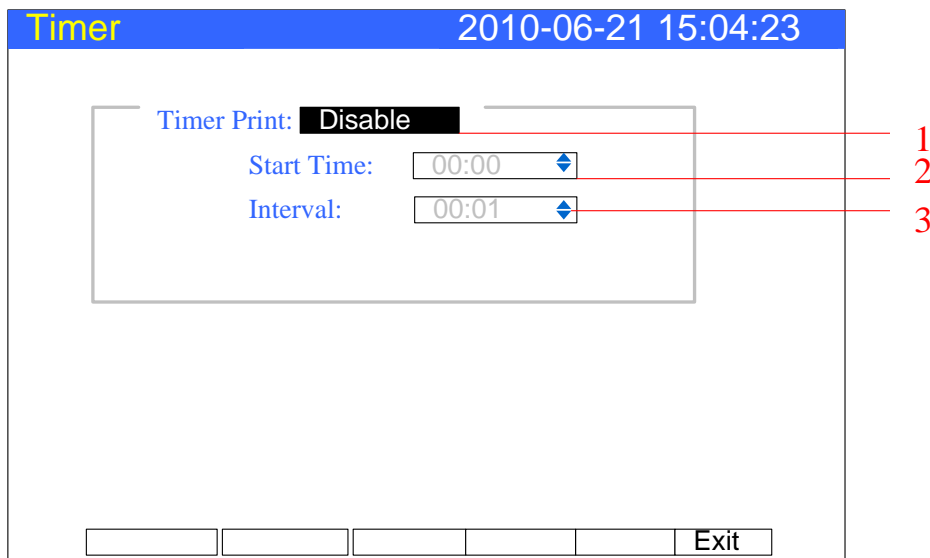 Timer 2010-06-21 15:04:23
Timer Print: Disable
1
Start Time: 00:00
2
Interval: 00:01
3
Exit